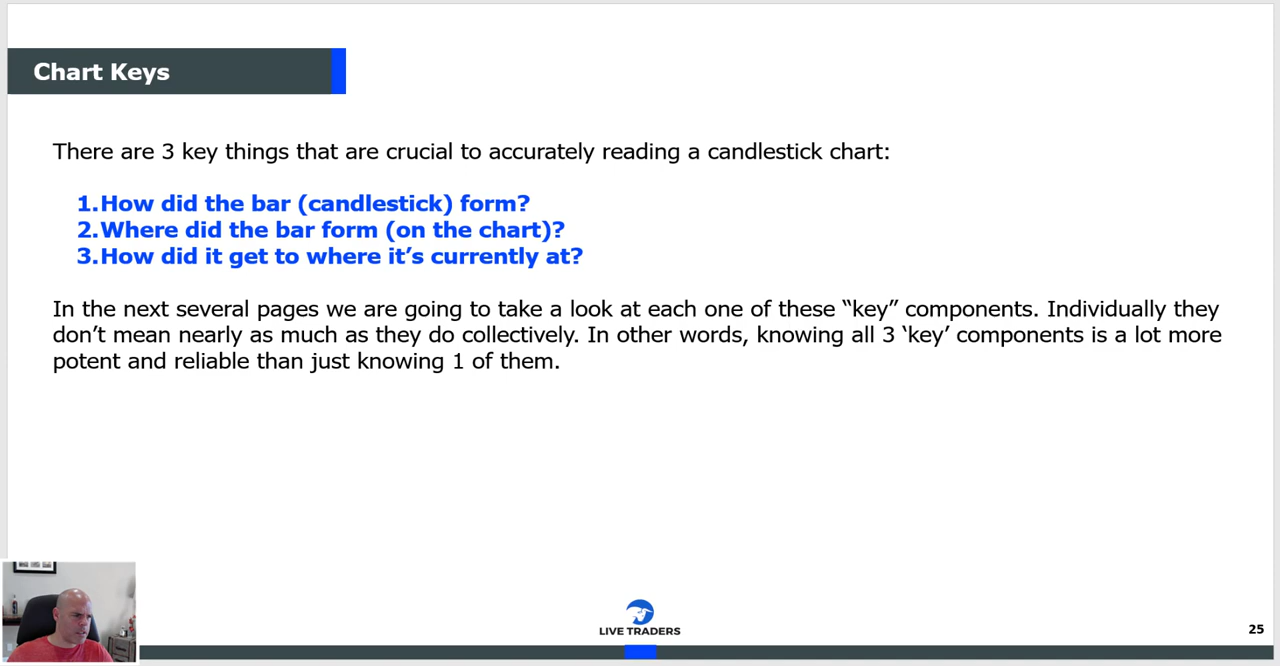 Chart Keys
There are 3 key things that are crucial to accurately reading a candlestick chart:
1.How did the bar (candlestick) form?
2.Where did the bar form (on the chart)?
3.How did it get to where it’s currently at?
In the next several pages we are going to take a look at each one of these “key” components. Individually they
don’t mean nearly as much as they do collectively. In other words, knowing all 3 ‘key’ components is a lot more
potent and reliable than just knowing 1 of them.
LIVE TRADERS
25